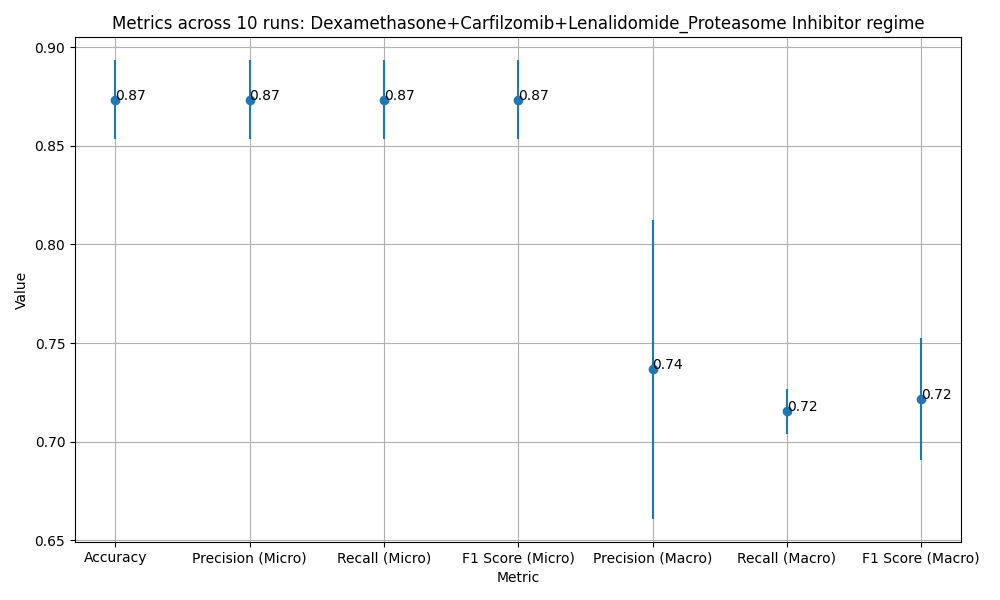 Metrics across 10 runs: Dexamethasone+Carfilzomib+Lenalidomide_Proteasome Inhibitor regime
0.90
0.85
0.80
0.75
0.70
0.65
Value
0.87
0.87
0.87
0.87
0.74
0.72
0.72
Accuracy
Precision (Micro)
Recall (Micro)
F1 Score (Micro)
Precision (Macro)
Recall (Macro)
F1 Score (Macro)
Metric